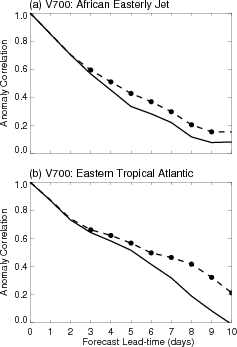 (a) V700: African Easterly Jet
1.0
0.8
0.6
0.4
0.2
0.0
Anomaly Correlation
(b) V700: Eastern Tropical Atlantic
1.0
0.8
0.6
0.4
0.2
0.0
Anomaly Correlation
0 1 2 3 4 5 6 7 8 9 10
Forecast Lead-time (days)